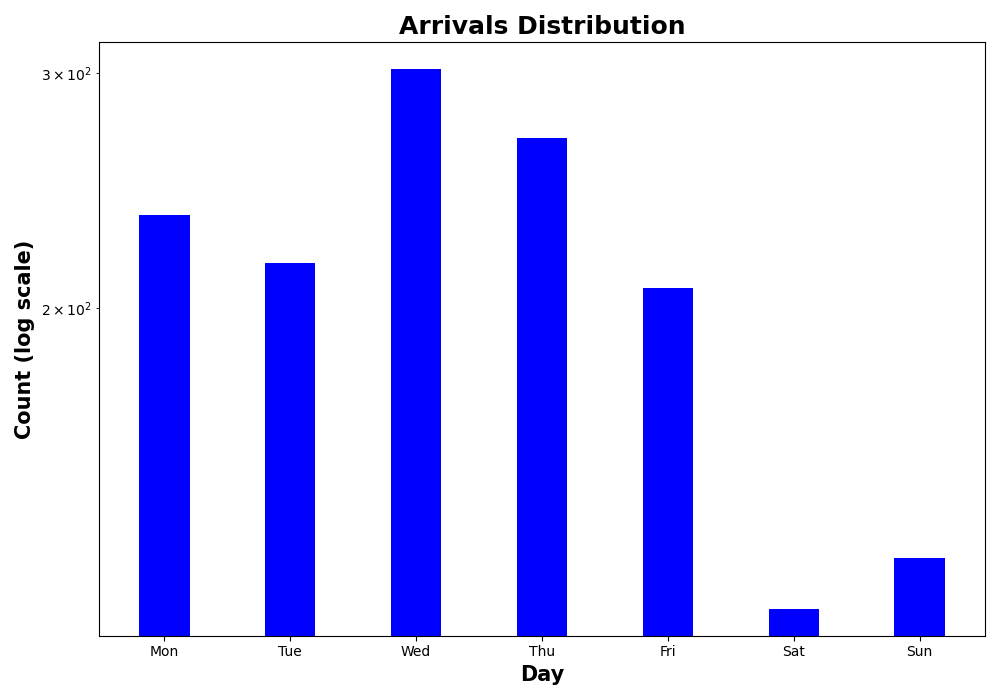 Arrivals Distribution
Count (log scale)
3 × 10²
2 × 10²
Mon Tue Wed Thu Fri Sat Sun
Day